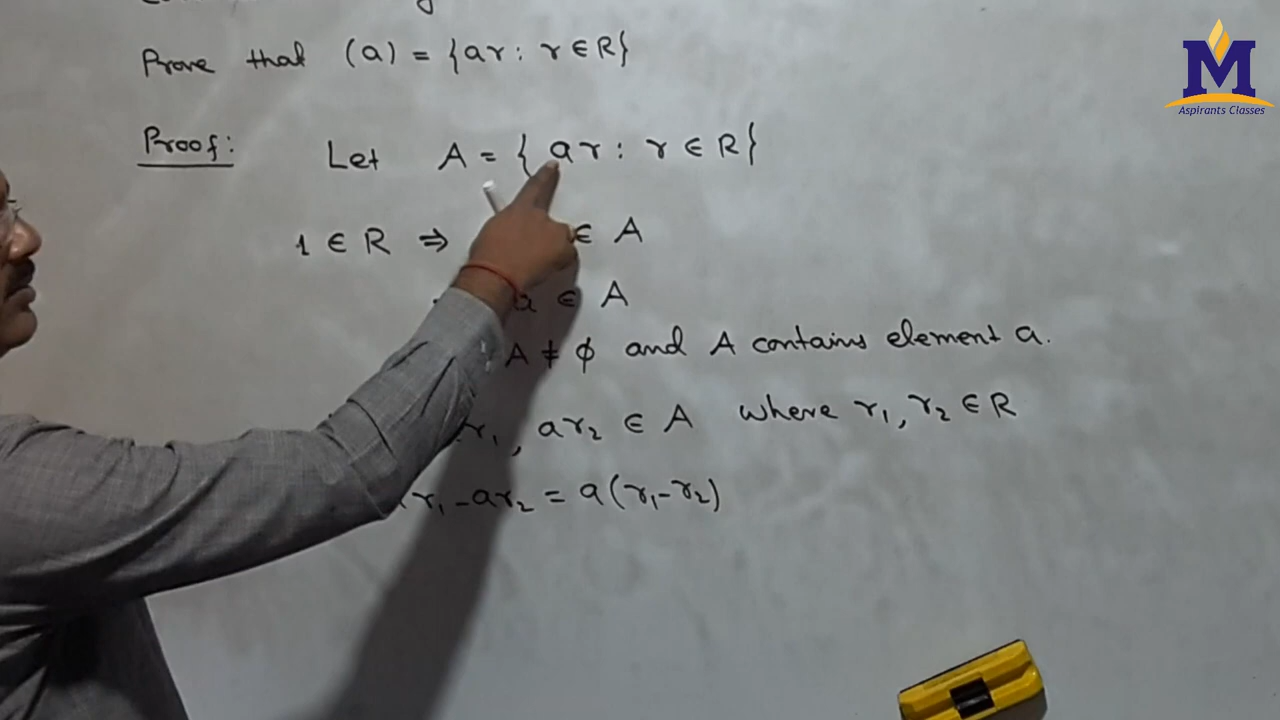 Prove that (a) = {ar : r ∈ R}
Proof: Let A = { ar : r ∈ R}
1 ∈ R ⇒ ∈ A
a ∈ A
A ≠ ϕ and A contains element a.
r₁, ar₂ ∈ A where r₁, r₂ ∈ R
r₁ - ar₂ = a(r₁ - r₂)
M
Aspirants Classes